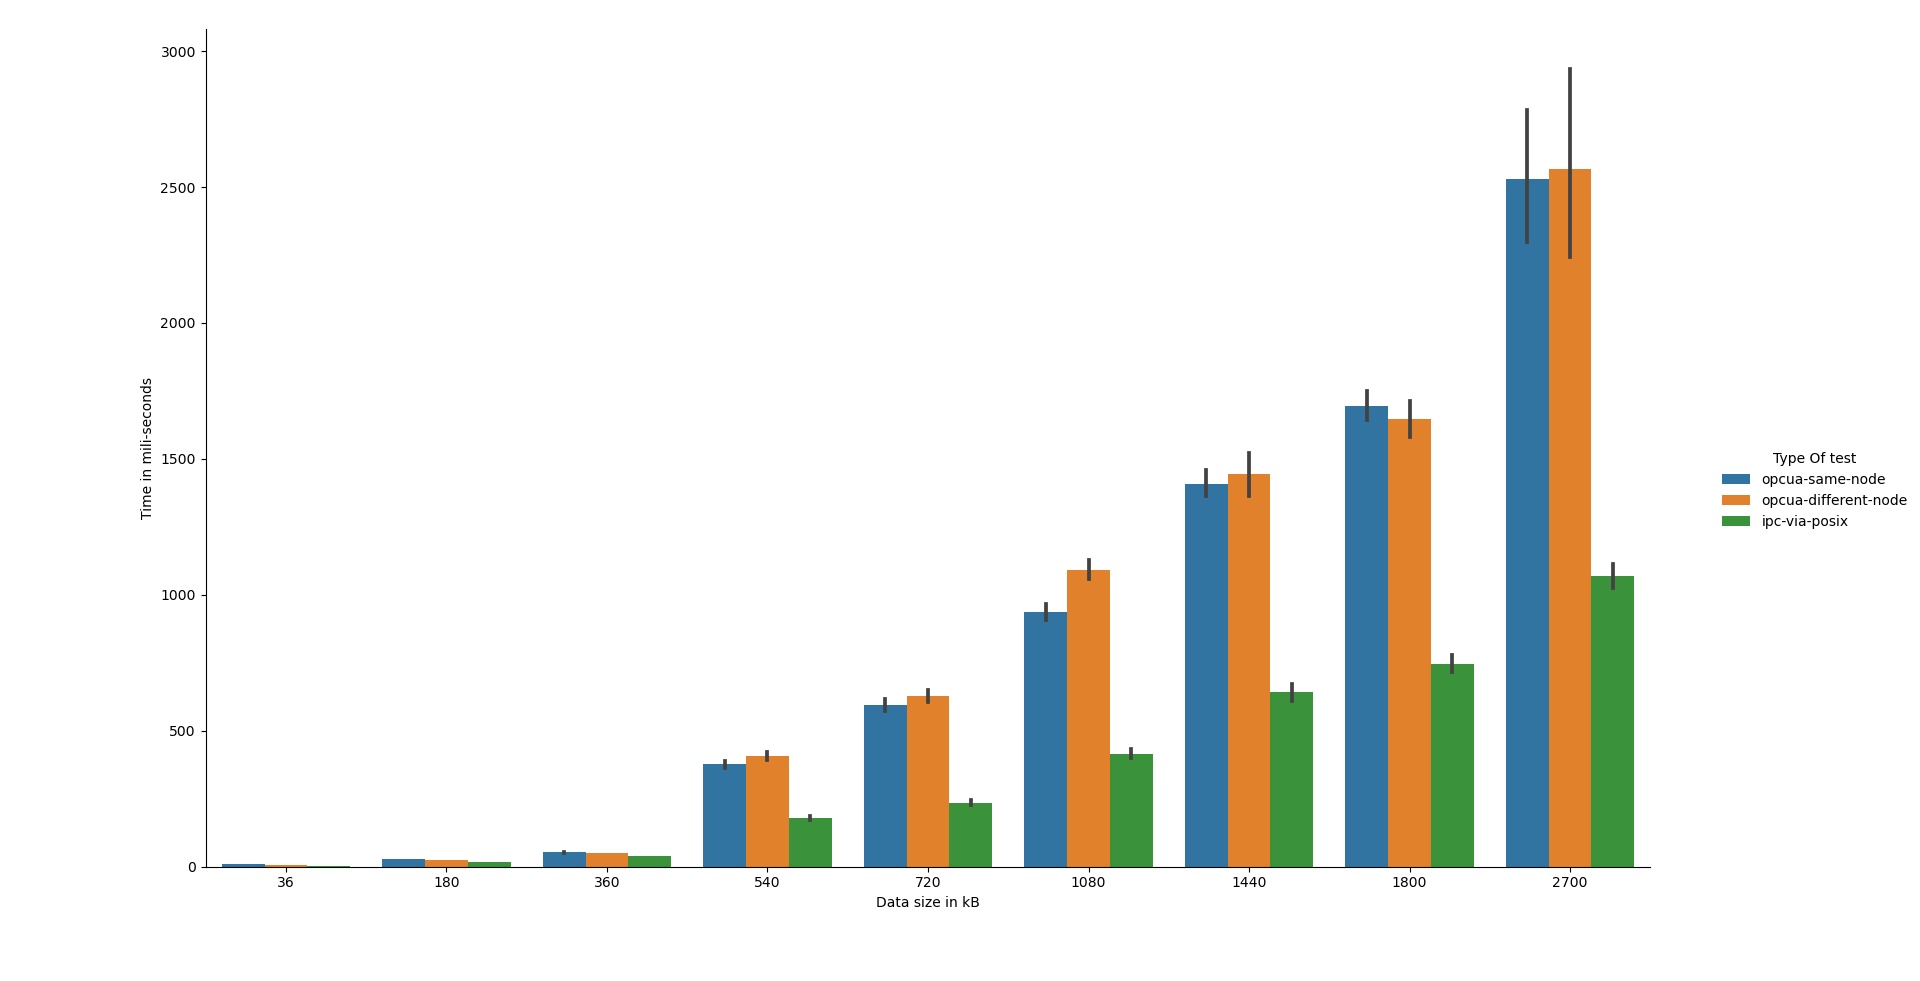 3000
2500
2000
1500
1000
500
0
Time in mili-seconds
36 180 360 540 720 1080 1440 1800 2700
Data size in kB
Type Of test
opcua-same-node
opcua-different-node
ipc-via-posix